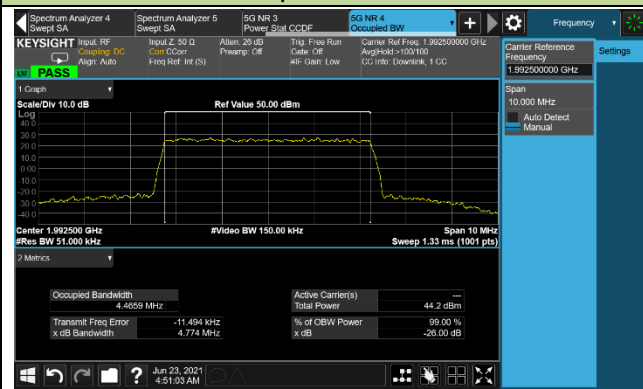 Spectrum Analyzer 4
Swept SA
Spectrum Analyzer 5
Swept SA
5G NR 3
Power Stat CCDF
5G NR 4
Occupied BW
Frequency
KEYSIGHT
Input: RF
Coupling: DC
Align: Auto
Input Z: 50 Ω
Corr CCorr
Freq Ref: Int (S)
Atten: 26 dB
Preamp: Off
Trig: Free Run
Gate: Off
#IF Gain: Low
Carrier Ref Freq: 1.992500000 GHz
Avg|Hold:>100/100
CC Info: Downlink, 1 CC
LW PASS
Carrier Reference
Frequency
1.992500000 GHz
Settings
Span
10.000 MHz
Auto Detect
Manual
1 Graph
Scale/Div 10.0 dB
Ref Value 50.00 dBm
Log
40.0
30.0
20.0
10.0
0.00
-10.0
-20.0
-30.0
-40.0
Center 1.992500 GHz
#Video BW 150.00 kHz
Span 10 MHz
#Res BW 51.000 kHz
Sweep 1.33 ms (1001 pts)
2 Metrics
Occupied Bandwidth
4.4659 MHz
Active Carrier(s)
---
Total Power
44.2 dBm
Transmit Freq Error
-11.494 kHz
% of OBW Power
99.00 %
x dB Bandwidth
4.774 MHz
x dB
-26.00 dB
?
Jun 23, 2021
4:51:03 AM